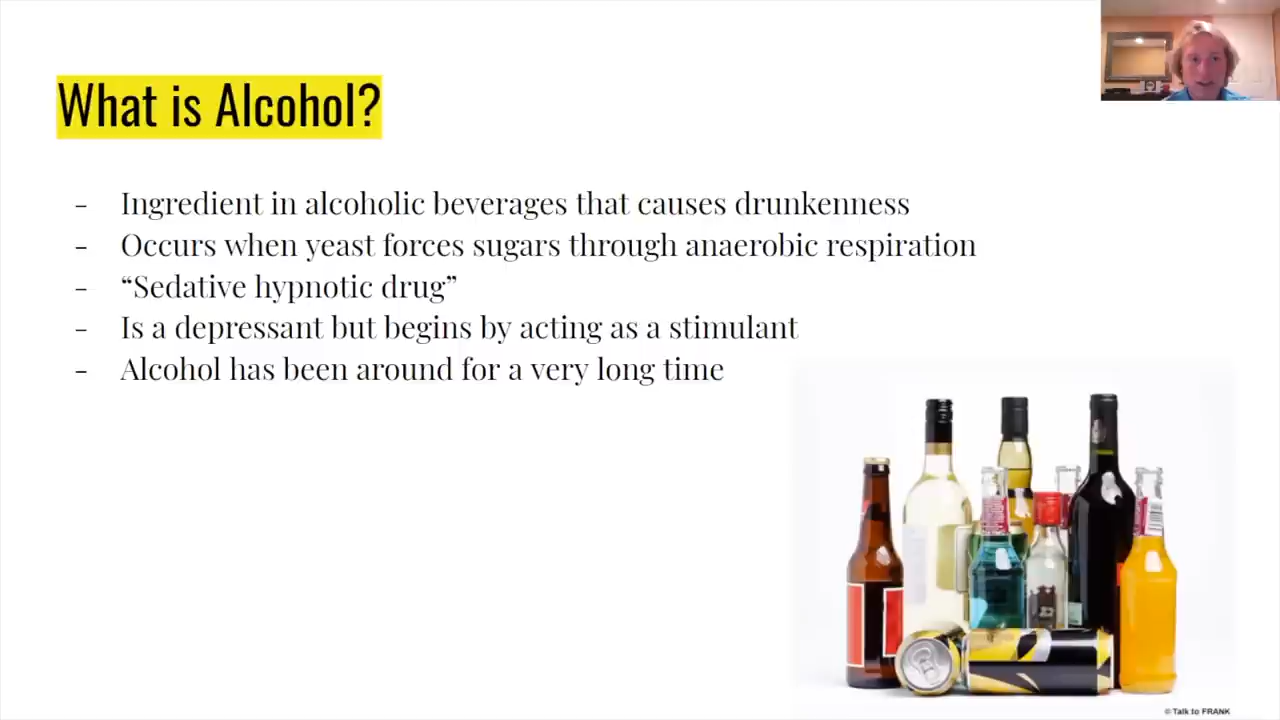 What is Alcohol?
- Ingredient in alcoholic beverages that causes drunkenness
- Occurs when yeast forces sugars through anaerobic respiration
- “Sedative hypnotic drug”
- Is a depressant but begins by acting as a stimulant
- Alcohol has been around for a very long time
© Talk to FRANK